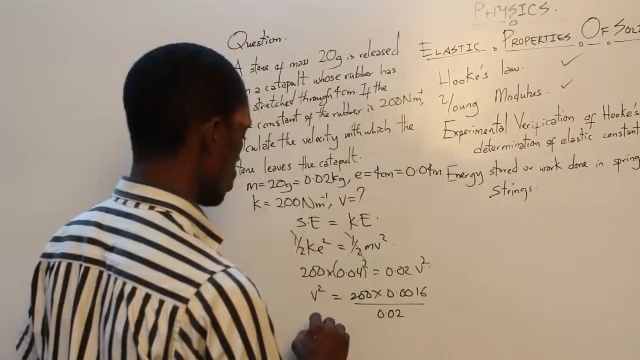 Question.
A stone of mass 20g is released
a catapult whose rubber has
stretched through 4cm. If the
constant of the rubber is 200Nm⁻¹,
calculate the velocity with which the
stone leaves the catapult.
m=20g=0.02kg, e=4cm=0.04m
k=200Nm⁻¹, v=?
S.E = K.E
1/2ke² = 1/2mv².
200×(0.04)² = 0.02 v²
v² = 200 × 0.0016
0.02
PHYSICS.
ELASTIC PROPERTIES OF SOLI
Hooke's law. ✓
Young Modulus. ✓
Experimental Verification of Hooke's
determination of elastic constant
Energy stored or work done in spring
Strings.